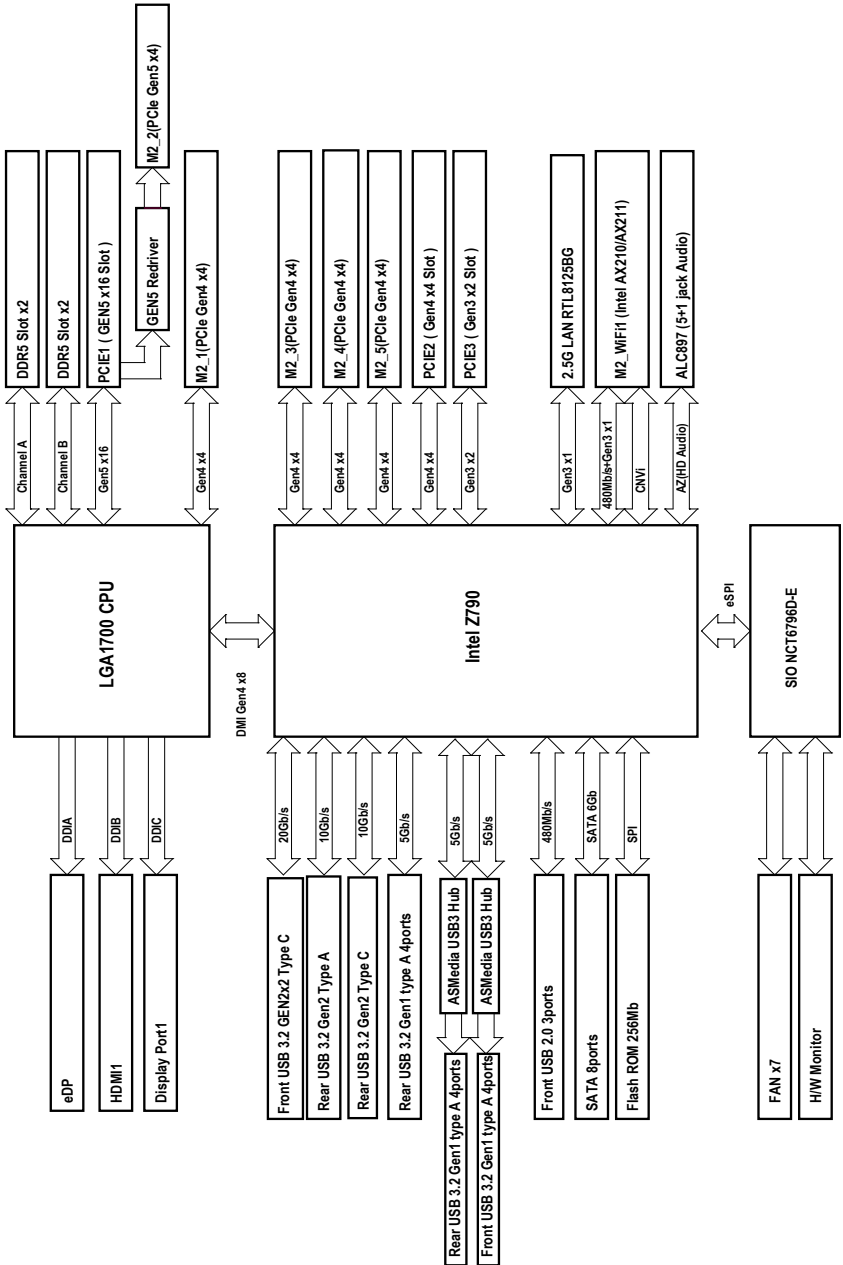 DDR5 Slot x2
DDR5 Slot x2
PCIE1 ( GEN5 x16 Slot )
GEN5 Redriver
M2_2(PCIe Gen5 x4)
M2_1(PCIe Gen4 x4)
Channel A
Channel B
Gen5 x16
Gen4 x4
LGA1700 CPU
DDIA
DDIB
DDIC
eDP
HDMI1
Display Port1
DMI Gen4 x8
M2_3(PCIe Gen4 x4)
M2_4(PCIe Gen4 x4)
M2_5(PCIe Gen4 x4)
PCIE2 ( Gen4 x4 Slot)
PCIE3 ( Gen3 x2 Slot)
2.5G LAN RTL8125BG
M2_WiFi1 (Intel AX210/AX211)
ALC897 (5+1 jack Audio)
Gen4 x4
Gen4 x4
Gen4 x4
Gen4 x4
Gen3 x2
Gen3 x1
480Mb/s+Gen3 x1
CNVi
AZ(HD Audio)
Intel Z790
20Gb/s
10Gb/s
10Gb/s
5Gb/s
5Gb/s
5Gb/s
480Mb/s
SATA 6Gb
SPI
Front USB 3.2 GEN2x2 Type C
Rear USB 3.2 Gen2 Type A
Rear USB 3.2 Gen2 Type C
Rear USB 3.2 Gen1 type A 4ports
ASMedia USB3 Hub
ASMedia USB3 Hub
Rear USB 3.2 Gen1 type A 4ports
Front USB 3.2 Gen1 type A 4ports
Front USB 2.0 3ports
SATA 8ports
Flash ROM 256Mb
eSPI
SIO NCT6796D-E
FAN x7
H/W Monitor